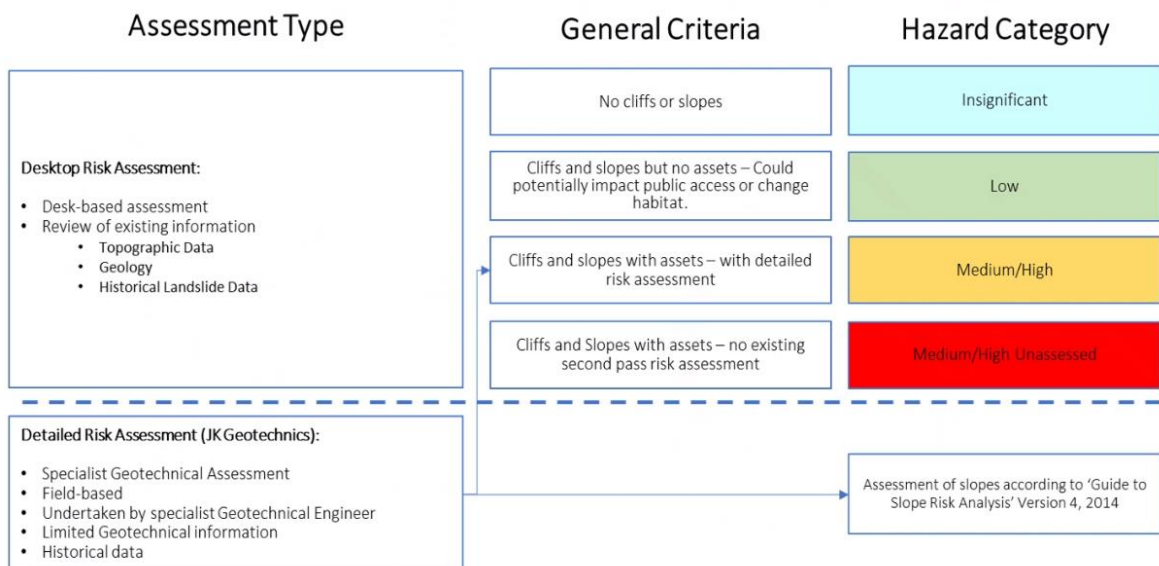 Assessment Type
General Criteria
Hazard Category
Desktop Risk Assessment:
• Desk-based assessment
• Review of existing information
• Topographic Data
• Geology
• Historical Landslide Data
No cliffs or slopes
Insignificant
Cliffs and slopes but no assets – Could
potentially impact public access or change
habitat.
Low
Cliffs and slopes with assets – with detailed
risk assessment
Medium/High
Cliffs and Slopes with assets – no existing
second pass risk assessment
Medium/High Unassessed
Detailed Risk Assessment (JK Geotechnics):
• Specialist Geotechnical Assessment
• Field-based
• Undertaken by specialist Geotechnical Engineer
• Limited Geotechnical information
• Historical data
Assessment of slopes according to ‘Guide to
Slope Risk Analysis’ Version 4, 2014